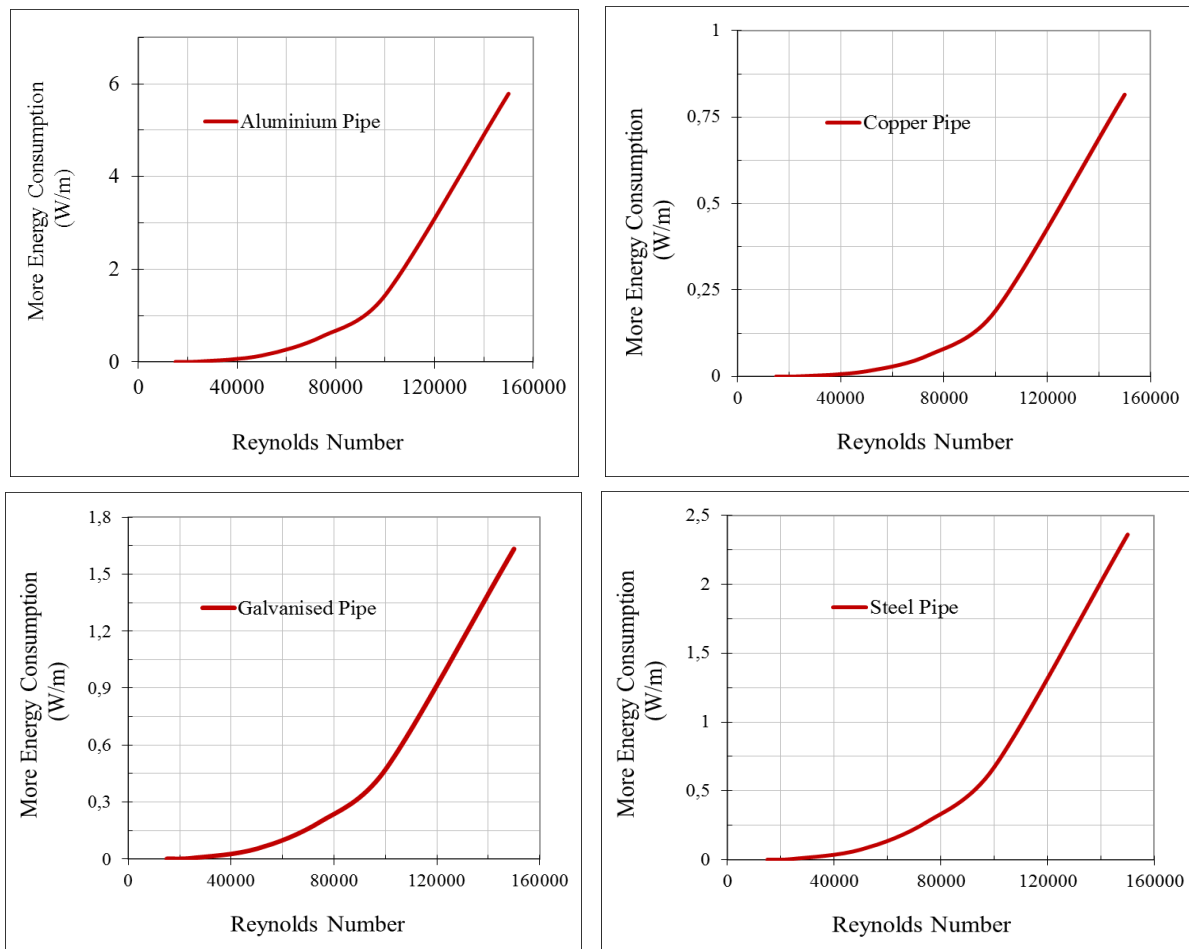 More Energy Consumption
(W/m)
6
4
2
0
Aluminium Pipe
0 40000 80000 120000 160000
Reynolds Number
More Energy Consumption
(W/m)
1
0,75
0,5
0,25
0
Copper Pipe
0 40000 80000 120000 160000
Reynolds Number
More Energy Consumption
(W/m)
1,8
1,5
1,2
0,9
0,6
0,3
0
Galvanised Pipe
0 40000 80000 120000 160000
Reynolds Number
More Energy Consumption
(W/m)
2,5
2
1,5
1
0,5
0
Steel Pipe
0 40000 80000 120000 160000
Reynolds Number